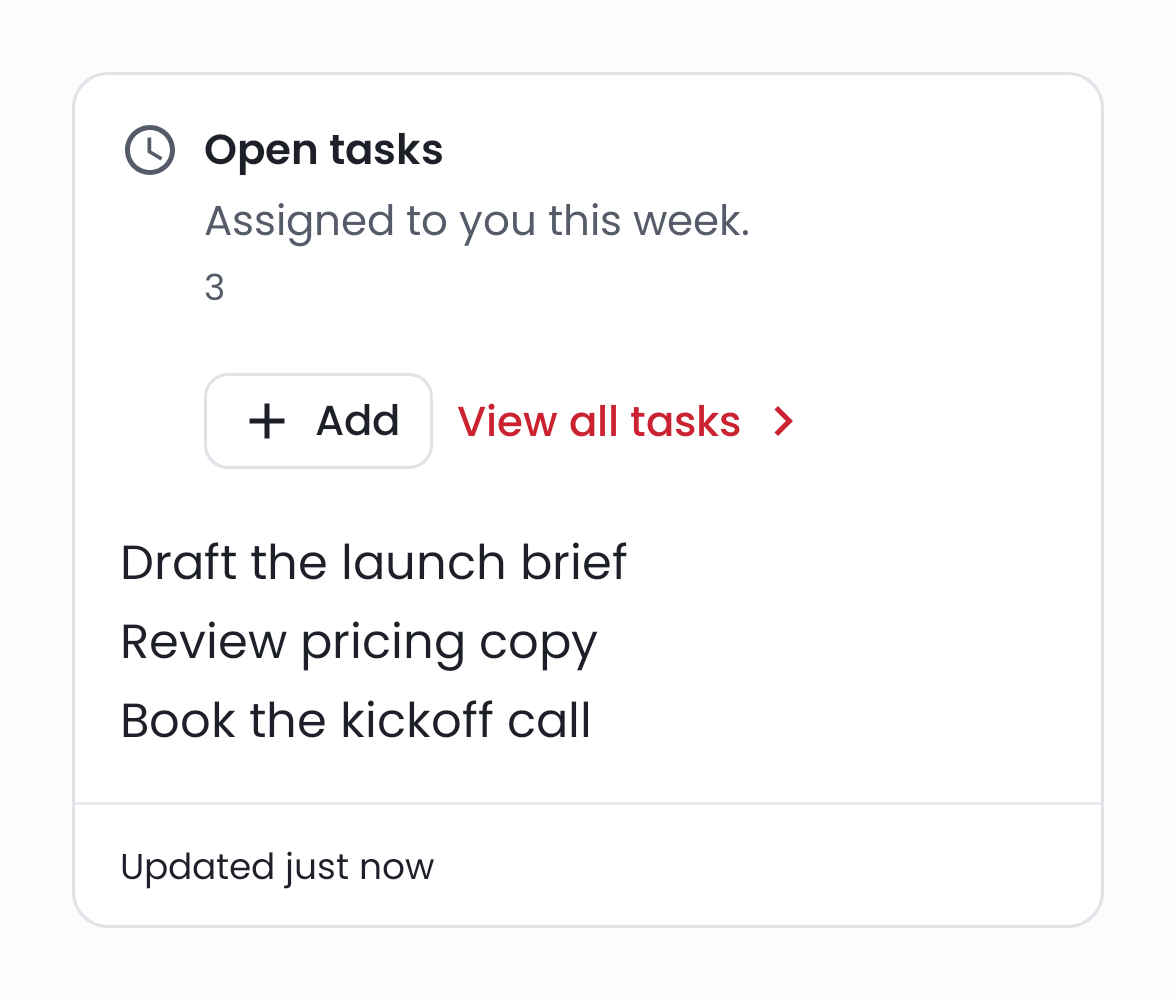 Open tasks
Assigned to you this week.
3
Add
View all tasks
Draft the launch brief
Review pricing copy
Book the kickoff call
Updated just now